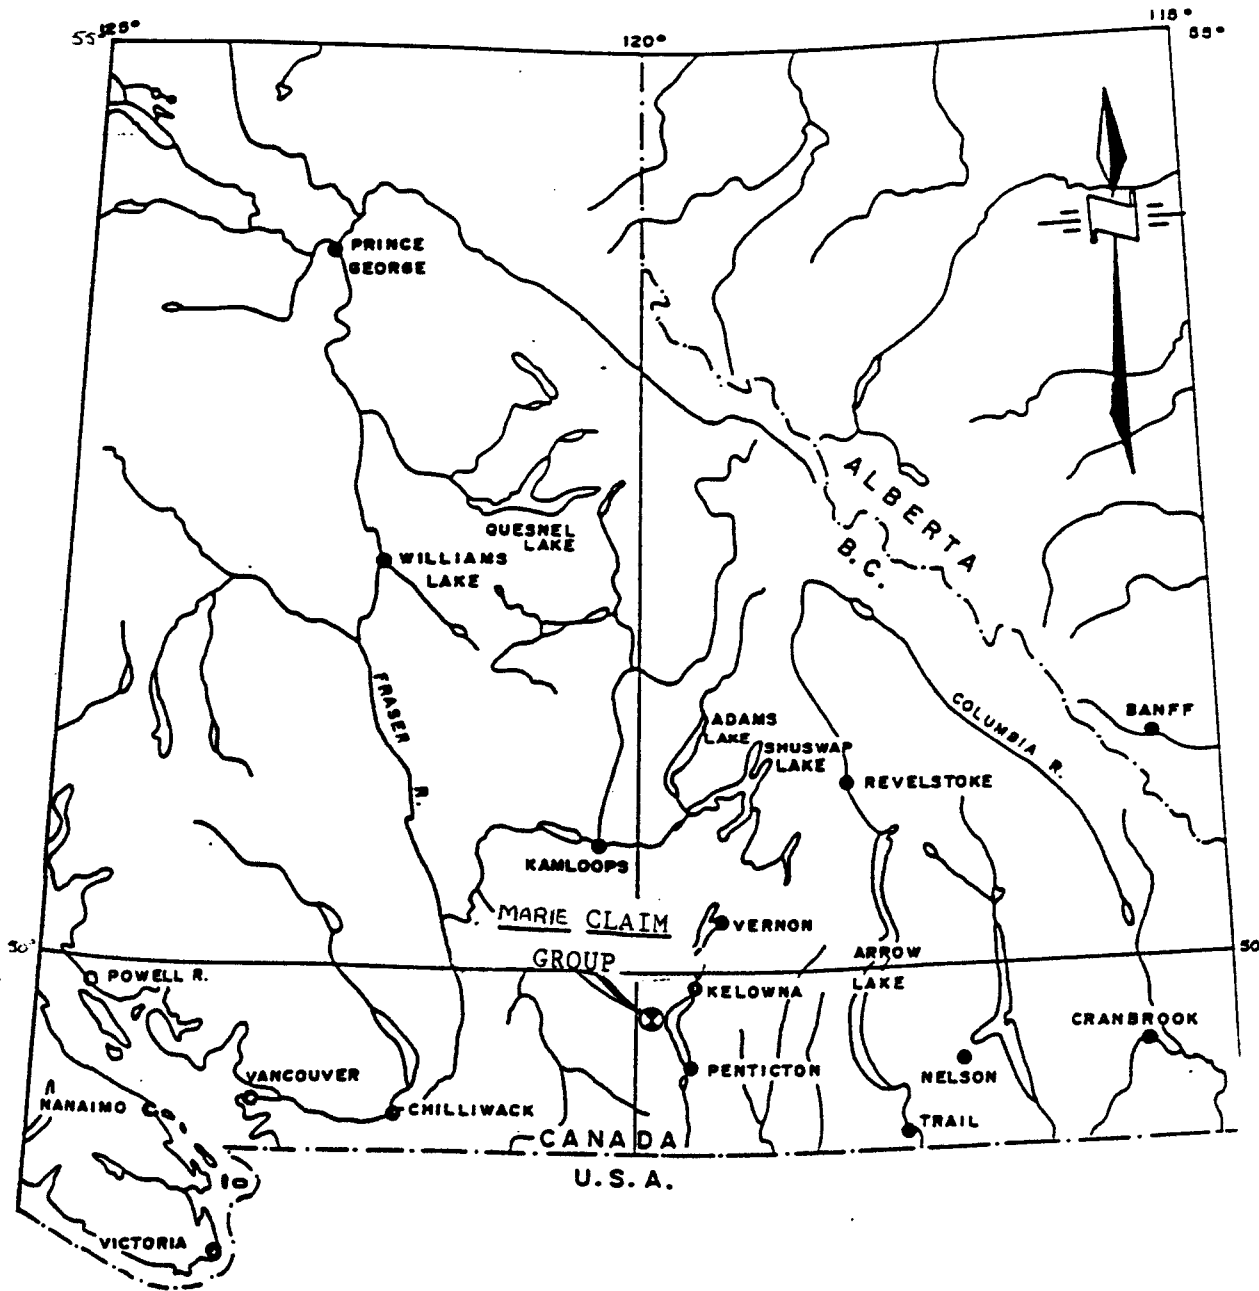 125°
55°
120°
115°
55°
PRINCE
GEORGE
ALBERTA
B.C.
QUESNEL
LAKE
WILLIAMS
LAKE
FRASER
R.
COLUMBIA R.
BANFF
ADAMS
LAKE
SHUSWAP
LAKE
REVELSTOKE
KAMLOOPS
MARIE CLAIM
GROUP
VERNON
50°
50
ARROW
LAKE
POWELL R.
KELOWNA
CRANBROOK
VANCOUVER
PENTICTON
NELSON
NANAIMO
CHILLIWACK
TRAIL
CANADA
U.S.A.
VICTORIA